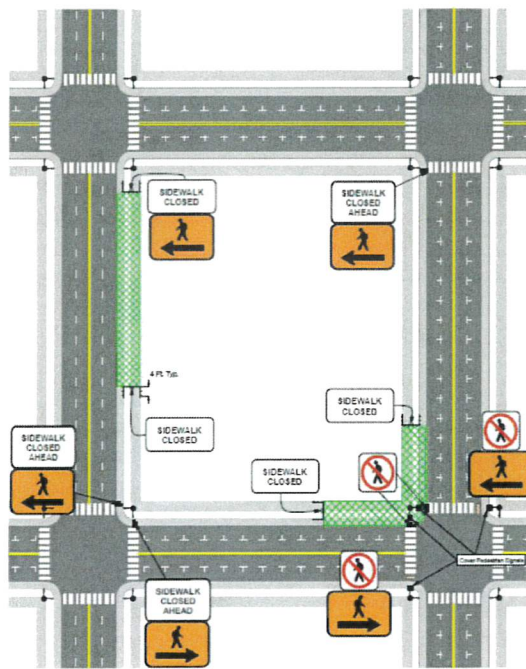 SIDEWALK
CLOSED
SIDEWALK
CLOSED
AHEAD
4 Ft. Typ.
SIDEWALK
CLOSED
SIDEWALK
CLOSED
SIDEWALK
CLOSED
AHEAD
SIDEWALK
CLOSED
Cover Pedestrian Signals
SIDEWALK
CLOSED
AHEAD